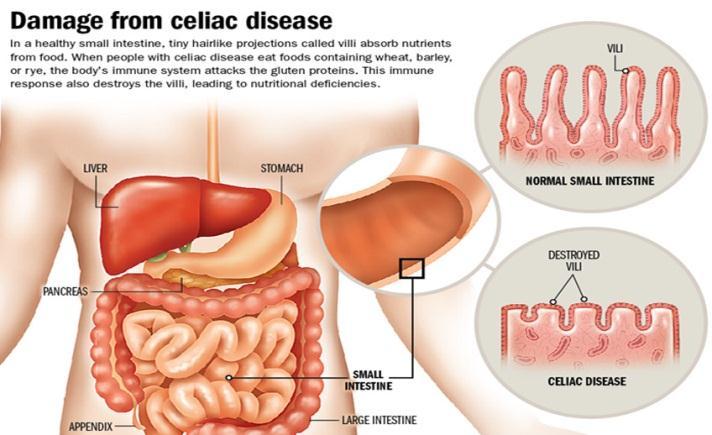 Damage from celiac disease
In a healthy small intestine, tiny hairlike projections called villi absorb nutrients
from food. When people with celiac disease eat foods containing wheat, barley,
or rye, the body's immune system attacks the gluten proteins. This immune
response also destroys the villi, leading to nutritional deficiencies.
VILI
NORMAL SMALL INTESTINE
LIVER
STOMACH
PANCREAS
DESTROYED
VILI
CELIAC DISEASE
SMALL
INTESTINE
APPENDIX
LARGE INTESTINE